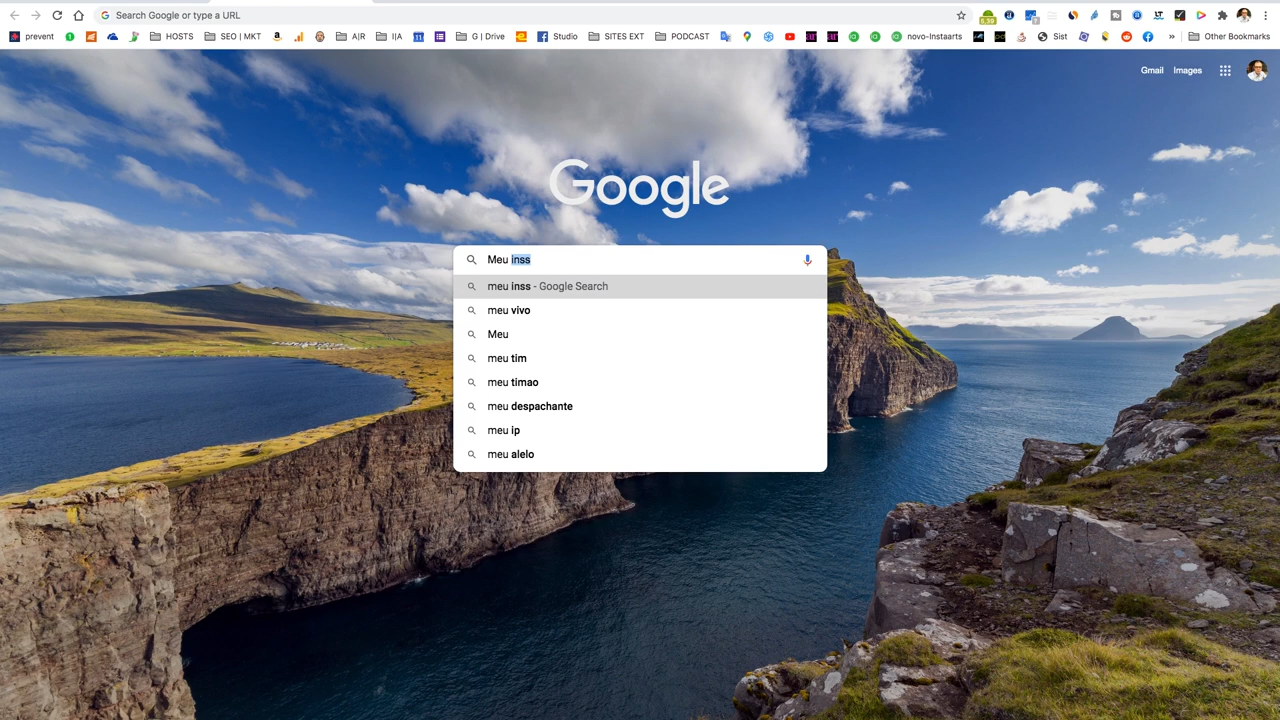 Search Google or type a URL
prevent HOSTS SEO | MKT AIR IIA G | Drive Studio SITES EXT PODCAST novo-Instaarts Sist » Other Bookmarks
Gmail Images
Google
Meu inss
meu inss - Google Search
meu vivo
Meu
meu tim
meu timao
meu despachante
meu ip
meu alelo